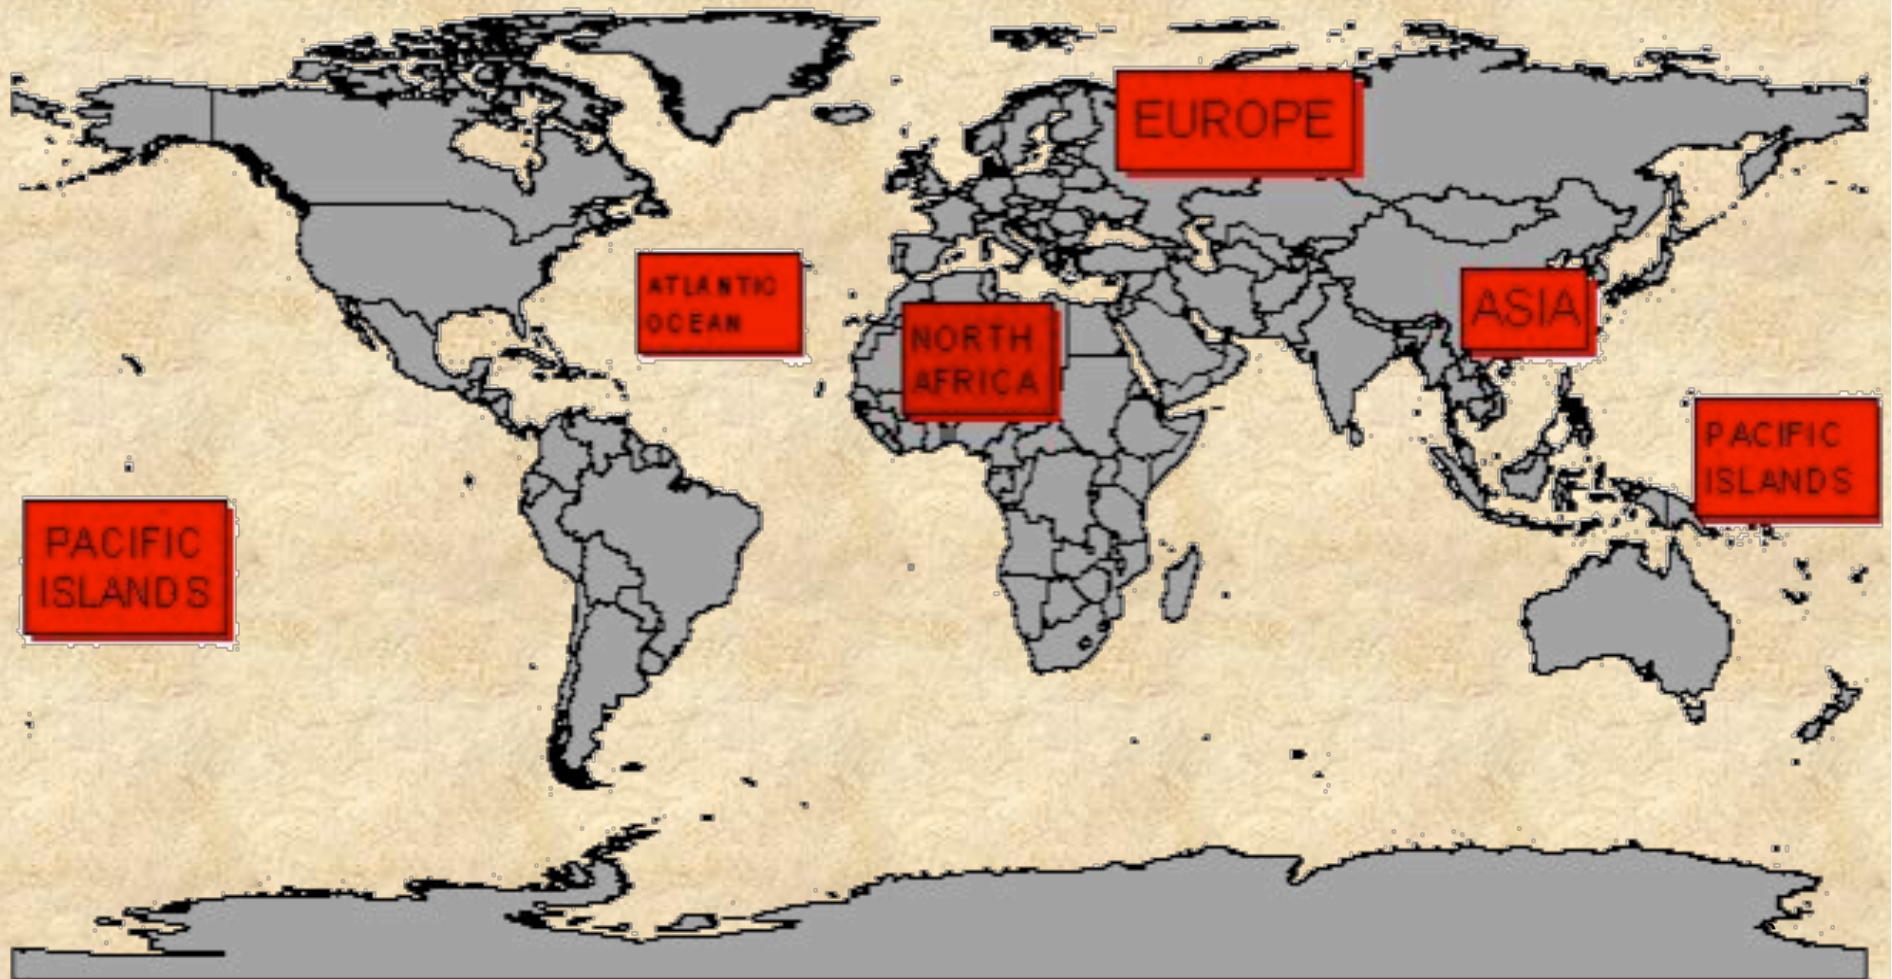 EUROPE
ATLANTIC
OCEAN
NORTH
AFRICA
ASIA
PACIFIC
ISLANDS
PACIFIC
ISLANDS